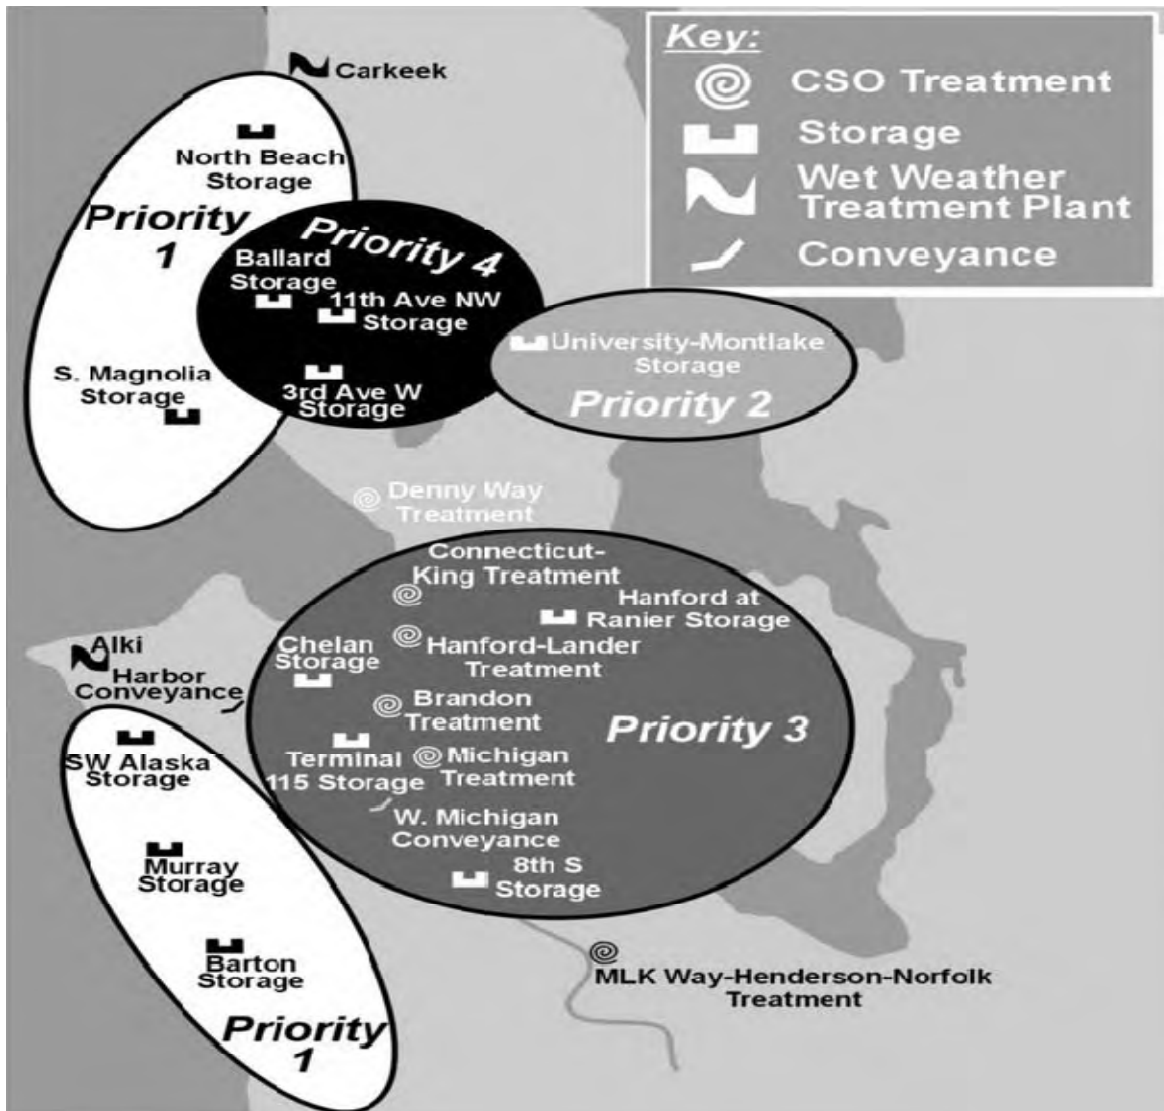 Key:
CSO Treatment
Storage
Wet Weather
Treatment Plant
Conveyance
Carkeek
North Beach
Storage
Priority
1
Priority 4
Ballard
Storage
11th Ave NW
Storage
S. Magnolia
Storage
3rd Ave W
Storage
University-Montlake
Storage
Priority 2
Denny Way
Treatment
Connecticut-
King Treatment
Hanford at
Ranier Storage
Chelan
Storage
Hanford-Lander
Treatment
Alki
Harbor
Conveyance
Brandon
Treatment
Priority 3
SW Alaska
Storage
Terminal
115 Storage
Michigan
Treatment
W. Michigan
Conveyance
Murray
Storage
8th S
Storage
Barton
Storage
MLK Way-Henderson-Norfolk
Treatment
Priority
1